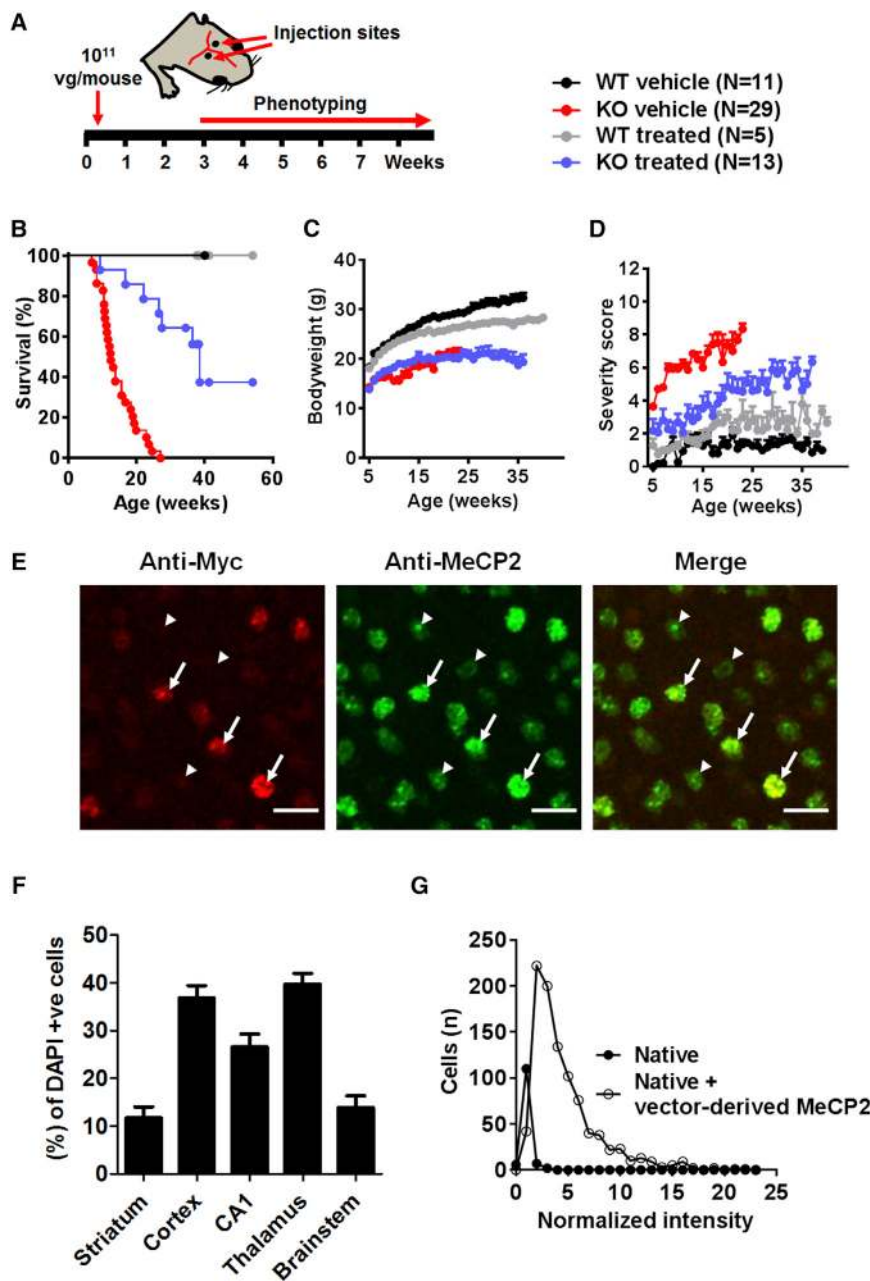 A
10¹¹
vg/mouse
Injection sites
Phenotyping
0 1 2 3 4 5 6 7 Weeks
WT vehicle (N=11)
KO vehicle (N=29)
WT treated (N=5)
KO treated (N=13)
B
Survival (%)
100
80
60
40
20
0
0 20 40 60
Age (weeks)
C
Bodyweight (g)
40
30
20
10
0
5 15 25 35
Age (weeks)
D
Severity score
12
10
8
6
4
2
0
5 15 25 35
Age (weeks)
E
Anti-Myc
Anti-MeCP2
Merge
F
(%) of DAPI +ve cells
50
40
30
20
10
0
Striatum
Cortex
CA1
Thalamus
Brainstem
G
Cells (n)
250
200
150
100
50
0
0 5 10 15 20 25
Normalized intensity
Native
Native +
vector-derived MeCP2